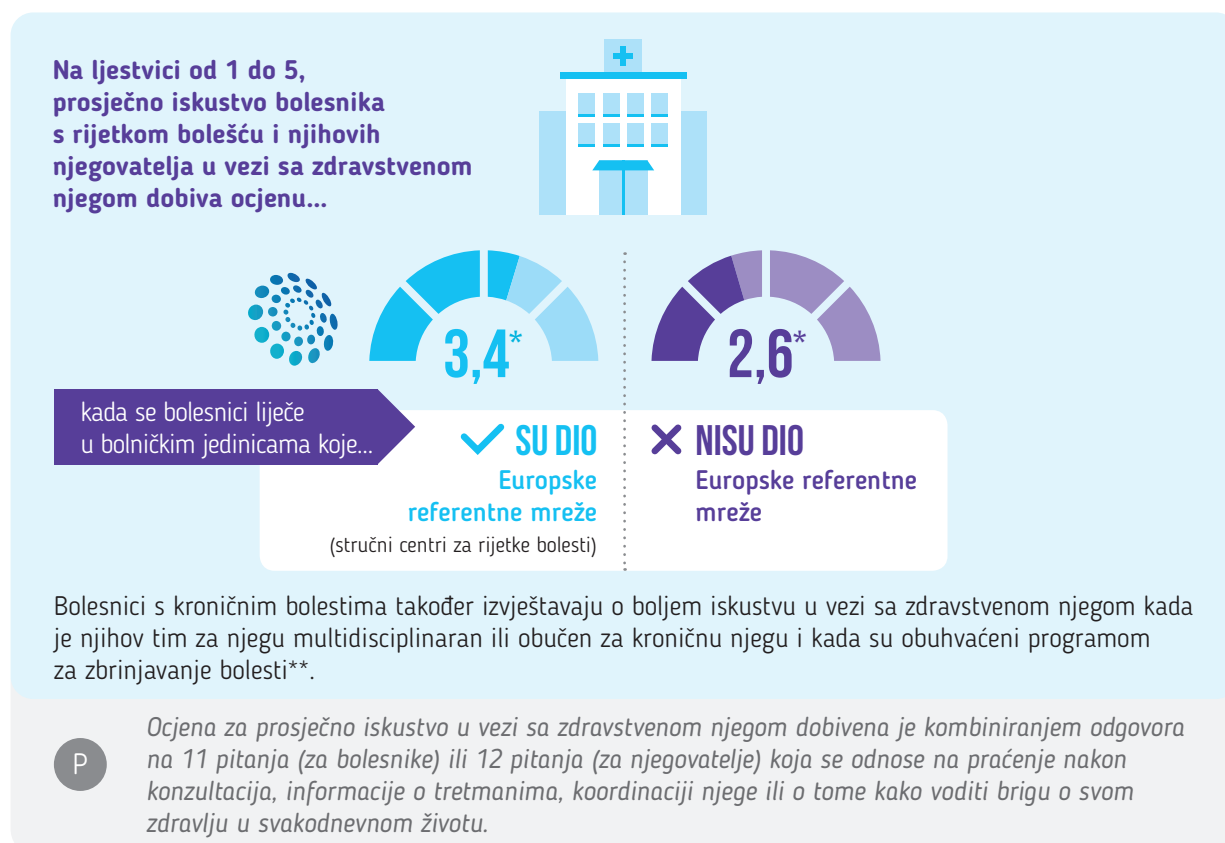 Na ljestvici od 1 do 5,
prosječno iskustvo bolesnika
s rijetkom bolešću i njihovih
njegovatelja u vezi sa zdravstvenom
njegom dobiva ocjenu...
3,4*
2,6*
kada se bolesnici liječe
u bolničkim jedinicama koje...
SU DIO
Europske
referentne mreže
(stručni centri za rijetke bolesti)
NISU DIO
Europske referentne
mreže
Bolesnici s kroničnim bolestima također izvještavaju o boljem iskustvu u vezi sa zdravstvenom njegom kada
je njihov tim za njegu multidisciplinaran ili obučen za kroničnu njegu i kada su obuhvaćeni programom
za zbrinjavanje bolesti**.
P
Ocjena za prosječno iskustvo u vezi sa zdravstvenom njegom dobivena je kombiniranjem odgovora
na 11 pitanja (za bolesnike) ili 12 pitanja (za njegovatelje) koja se odnose na praćenje nakon
konzultacija, informacije o tretmanima, koordinaciji njege ili o tome kako voditi brigu o svom
zdravlju u svakodnevnom životu.